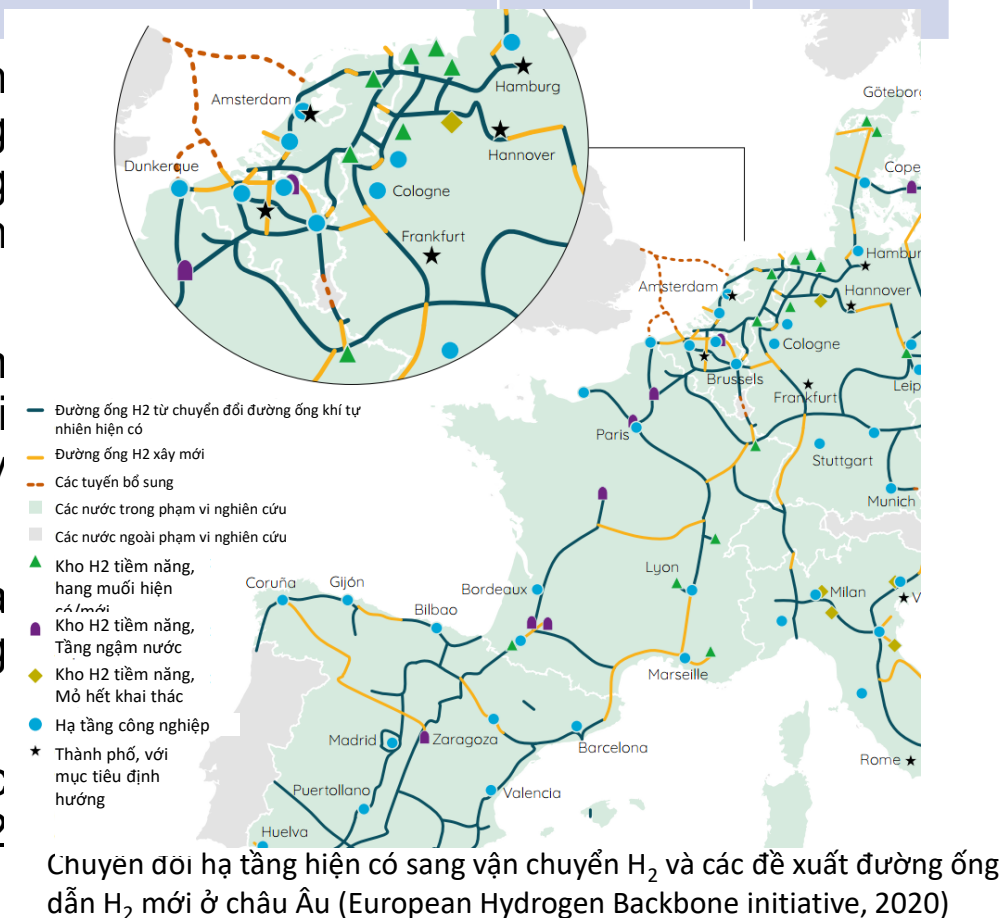 Hamburg
Amsterdam
Hannover
Dunkerque
Cologne
Frankfurt
Göteborg
Hambur
Amsterdam
Hannover
Cologne
Brussels
Frankfurt
Paris
Stuttgart
Munich
Lyon
Milan
Coruña
Gijón
Bordeaux
Bilbao
Marseille
Madrid
Zaragoza
Barcelona
Rome
Puertollano
Valencia
Huelva
Đường ống H2 từ chuyển đổi đường ống khí tự
nhiên hiện có
Đường ống H2 xây mới
Các tuyến bổ sung
Các nước trong phạm vi nghiên cứu
Các nước ngoài phạm vi nghiên cứu
Kho H2 tiềm năng,
hang muối hiện
có/mới
Kho H2 tiềm năng,
Tầng ngậm nước
Kho H2 tiềm năng,
Mỏ hết khai thác
Hạ tầng công nghiệp
Thành phố, với
mục tiêu định
hướng
Chuyển đổi hạ tầng hiện có sang vận chuyển H₂ và các đề xuất đường ống
dẫn H₂ mới ở châu Âu (European Hydrogen Backbone initiative, 2020)